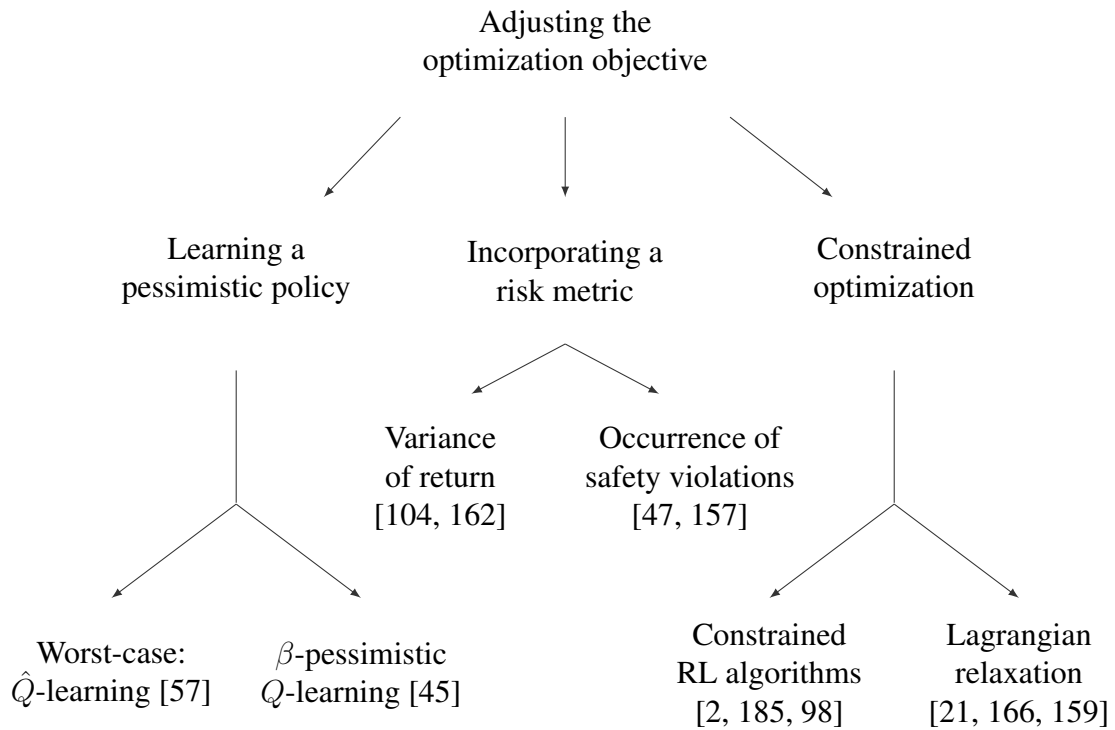 Adjusting the
optimization objective
Learning a
pessimistic policy
Incorporating a
risk metric
Constrained
optimization
Variance
of return
[104, 162]
Occurrence of
safety violations
[47, 157]
Worst-case:
Q̂-learning [57]
β-pessimistic
Q-learning [45]
Constrained
RL algorithms
[2, 185, 98]
Lagrangian
relaxation
[21, 166, 159]